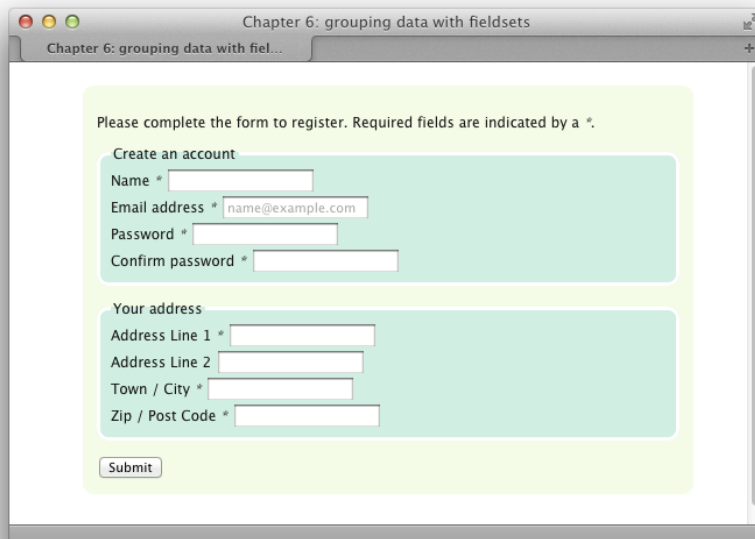 Chapter 6: grouping data with fieldsets
Chapter 6: grouping data with fiel...
Please complete the form to register. Required fields are indicated by a *.
Create an account
Name *
Email address * name@example.com
Password *
Confirm password *
Your address
Address Line 1 *
Address Line 2
Town / City *
Zip / Post Code *
Submit